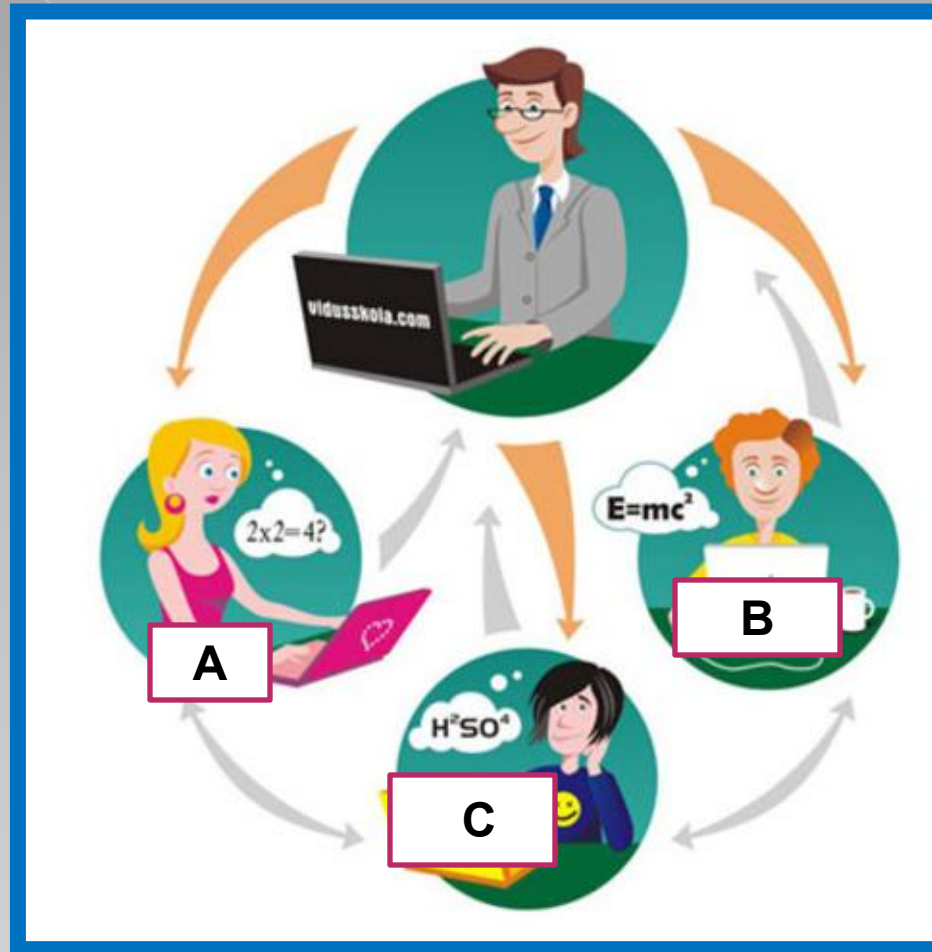 vidusskola.com
2x2=4?
E=mc²
A
B
H²SO⁴
C